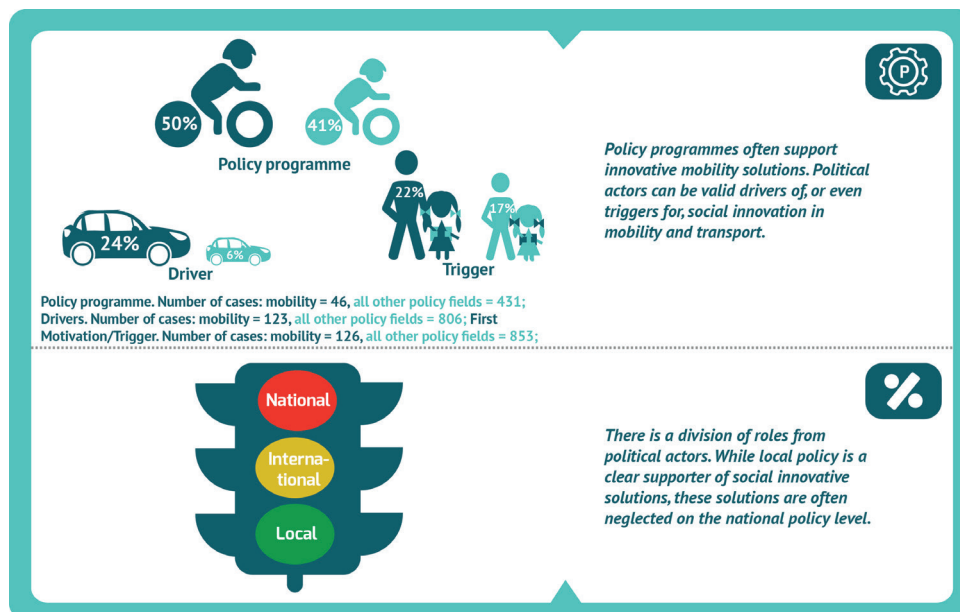 50%
41%
Policy programme
22%
17%
24%
6%
Driver
Trigger
Policy programme. Number of cases: mobility = 46, all other policy fields = 431;
Drivers. Number of cases: mobility = 123, all other policy fields = 806; First
Motivation/Trigger. Number of cases: mobility = 126, all other policy fields = 853;
P
Policy programmes often support
innovative mobility solutions. Political
actors can be valid drivers of, or even
triggers for, social innovation in
mobility and transport.
National
Interna-
tional
Local
%
There is a division of roles from
political actors. While local policy is a
clear supporter of social innovative
solutions, these solutions are often
neglected on the national policy level.